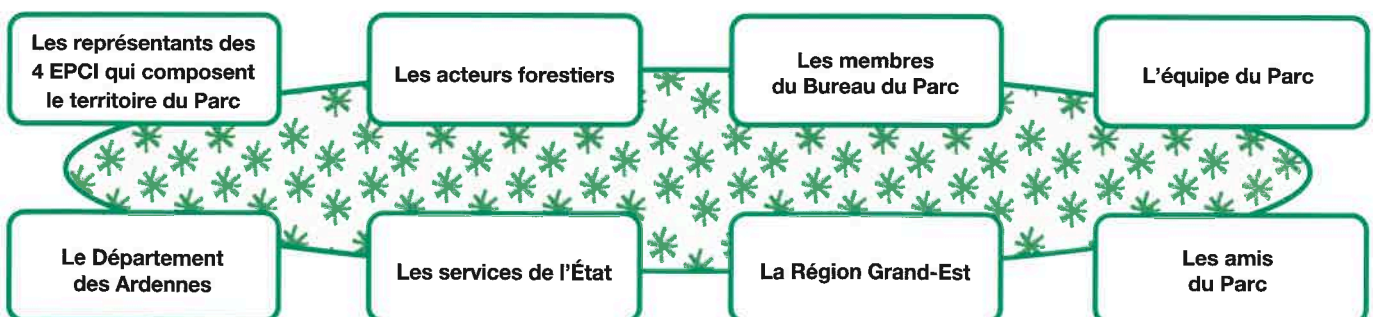 Les représentants des
4 EPCI qui composent
le territoire du Parc
Les acteurs forestiers
Les membres
du Bureau du Parc
L'équipe du Parc
Le Département
des Ardennes
Les services de l'État
La Région Grand-Est
Les amis
du Parc